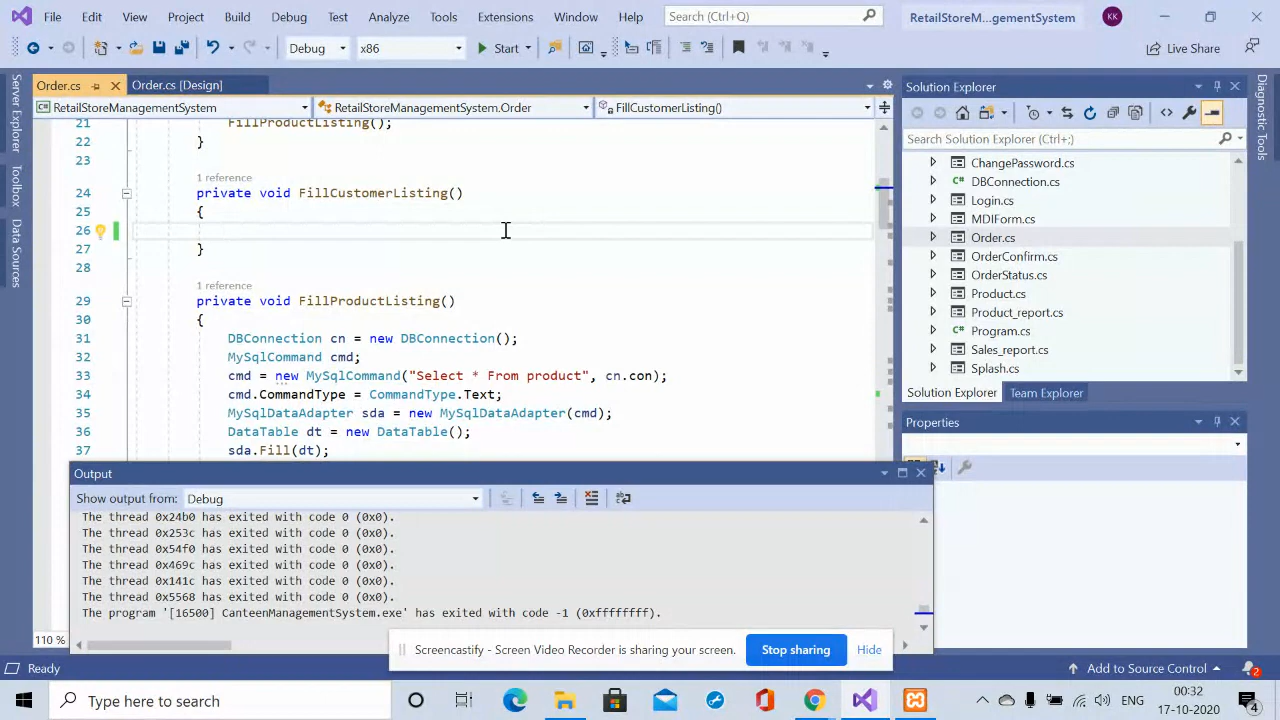 File Edit View Project Build Debug Test Analyze Tools Extensions Window Help Search (Ctrl+Q) RetailStoreM...gementSystem KK
Debug x86 Start Live Share
Server Explorer
Toolbox
Data Sources
Order.cs Order.cs [Design]
RetailStoreManagementSystem RetailStoreManagementSystem.Order FillCustomerListing()
21 FillProductListing();
22 }
23
1 reference
24 private void FillCustomerListing()
25 {
26
27 }
28
1 reference
29 private void FillProductListing()
30 {
31 DBConnection cn = new DBConnection();
32 MySqlCommand cmd;
33 cmd = new MySqlCommand("Select * From product", cn.con);
34 cmd.CommandType = CommandType.Text;
35 MySqlDataAdapter sda = new MySqlDataAdapter(cmd);
36 DataTable dt = new DataTable();
37 sda.Fill(dt);
110 %
Output
Show output from: Debug
The thread 0x24b0 has exited with code 0 (0x0).
The thread 0x253c has exited with code 0 (0x0).
The thread 0x54f0 has exited with code 0 (0x0).
The thread 0x469c has exited with code 0 (0x0).
The thread 0x141c has exited with code 0 (0x0).
The thread 0x5568 has exited with code 0 (0x0).
The program '[16500] CanteenManagementSystem.exe' has exited with code -1 (0xffffffff).
Solution Explorer
Search Solution Explorer (Ctrl+;)
ChangePassword.cs
C# DBConnection.cs
Login.cs
MDIForm.cs
Order.cs
OrderConfirm.cs
OrderStatus.cs
Product.cs
Product_report.cs
Program.cs
Sales_report.cs
Splash.cs
Solution Explorer Team Explorer
Properties
Diagnostic Tools
Screencastify - Screen Video Recorder is sharing your screen. Stop sharing Hide
Ready Add to Source Control 2
Type here to search ENG 00:32
17-10-2020 4